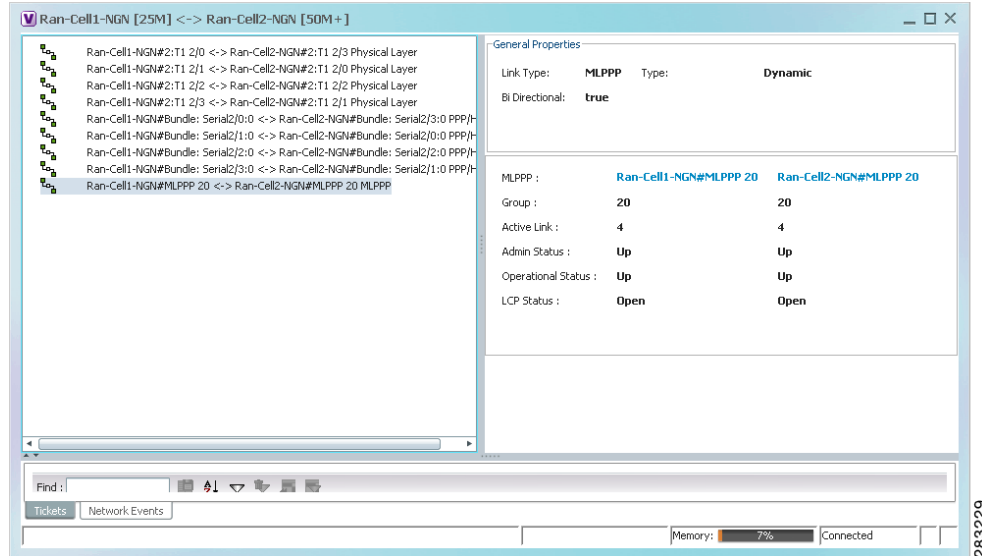 Ran-Cell1-NGN [25M] <-> Ran-Cell2-NGN [50M+]
Ran-Cell1-NGN#2:T1 2/0 <-> Ran-Cell2-NGN#2:T1 2/3 Physical Layer
Ran-Cell1-NGN#2:T1 2/1 <-> Ran-Cell2-NGN#2:T1 2/0 Physical Layer
Ran-Cell1-NGN#2:T1 2/2 <-> Ran-Cell2-NGN#2:T1 2/2 Physical Layer
Ran-Cell1-NGN#2:T1 2/3 <-> Ran-Cell2-NGN#2:T1 2/1 Physical Layer
Ran-Cell1-NGN#Bundle: Serial2/0:0 <-> Ran-Cell2-NGN#Bundle: Serial2/3:0 PPP/H
Ran-Cell1-NGN#Bundle: Serial2/1:0 <-> Ran-Cell2-NGN#Bundle: Serial2/0:0 PPP/H
Ran-Cell1-NGN#Bundle: Serial2/2:0 <-> Ran-Cell2-NGN#Bundle: Serial2/2:0 PPP/H
Ran-Cell1-NGN#Bundle: Serial2/3:0 <-> Ran-Cell2-NGN#Bundle: Serial2/1:0 PPP/H
Ran-Cell1-NGN#MLPPP 20 <-> Ran-Cell2-NGN#MLPPP 20 MLPPP
General Properties
Link Type: MLPPP Type: Dynamic
Bi Directional: true
MLPPP : Ran-Cell1-NGN#MLPPP 20 Ran-Cell2-NGN#MLPPP 20
Group : 20 20
Active Link : 4 4
Admin Status : Up Up
Operational Status : Up Up
LCP Status : Open Open
Find :
Tickets Network Events
Memory: 7% Connected
283229